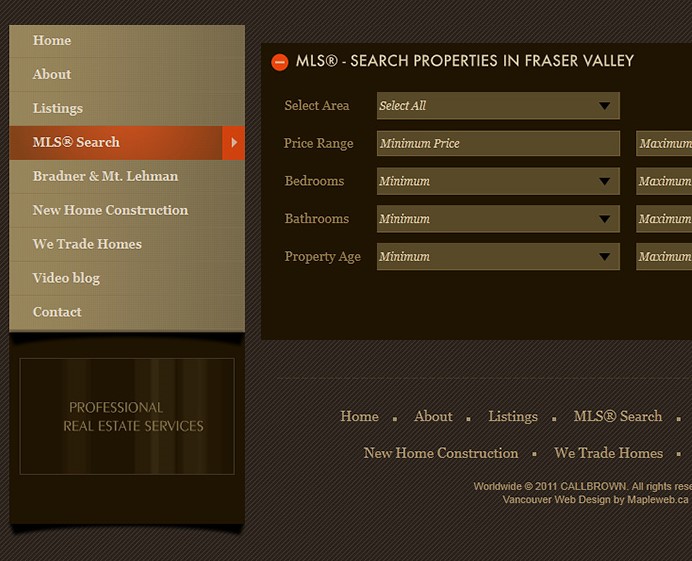 Home
About
Listings
MLS® Search
Bradner & Mt. Lehman
New Home Construction
We Trade Homes
Video blog
Contact
PROFESSIONAL
REAL ESTATE SERVICES
MLS® - SEARCH PROPERTIES IN FRASER VALLEY
Select Area Select All
Price Range Minimum Price Maximum
Bedrooms Minimum Maximum
Bathrooms Minimum Maximum
Property Age Minimum Maximum
Home About Listings MLS® Search
New Home Construction We Trade Homes
Worldwide © 2011 CALLBROWN. All rights rese
Vancouver Web Design by Mapleweb.ca